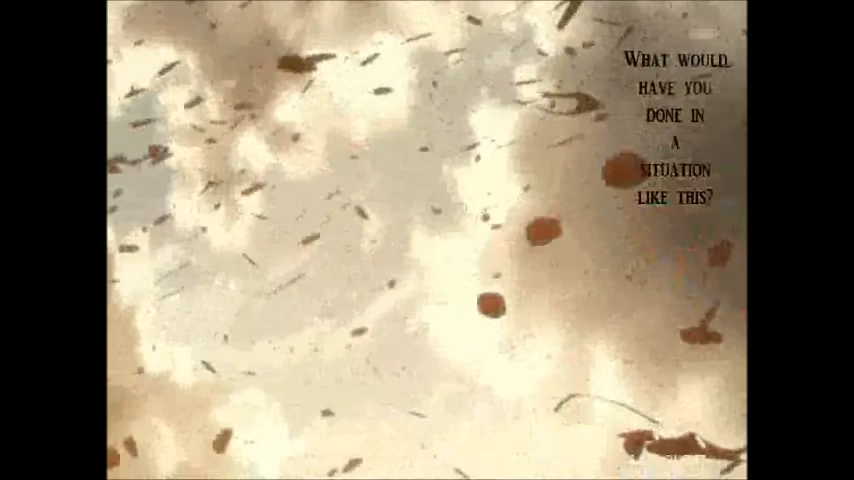 What would
have you
done in
a
situation
like this?